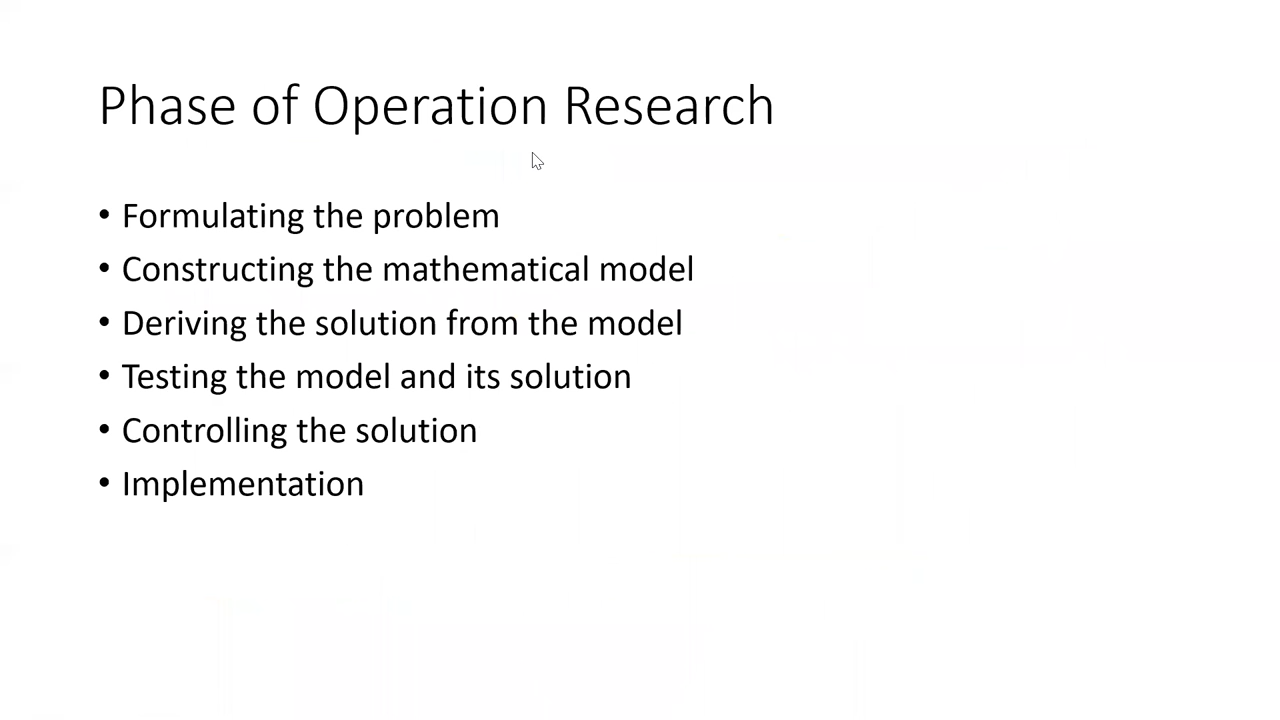 Phase of Operation Research
• Formulating the problem
• Constructing the mathematical model
• Deriving the solution from the model
• Testing the model and its solution
• Controlling the solution
• Implementation